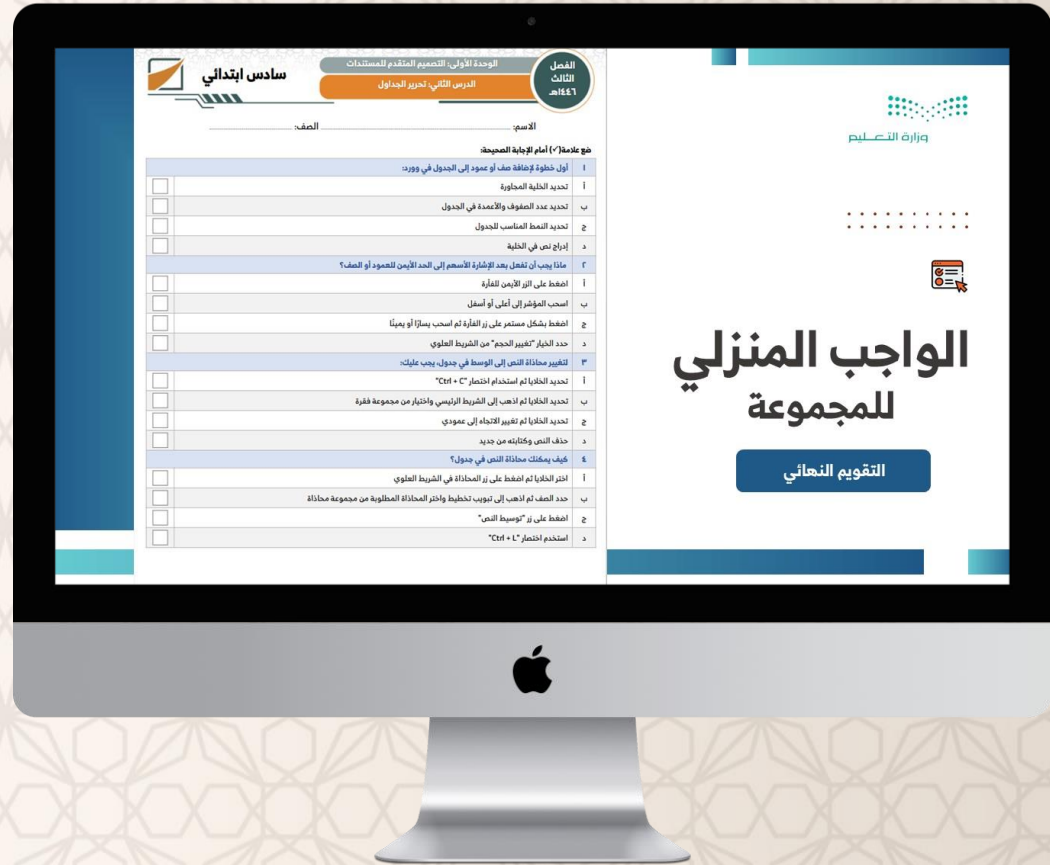 وزارة التعليم
الواجب المنزلي
للمجموعة
التقويم النهائي
الفصل
الثالث
١٤٤٦هـ
الوحدة الأولى: التصميم المتقدم للمستندات
الدرس الثاني: تحرير الجداول
سادس ابتدائي
الاسم: الصف:
ضع علامة(✓) أمام الإجابة الصحيحة:
١ أول خطوة لإضافة صف أو عمود إلى الجدول في وورد:
أ تحديد الخلية المجاورة
ب تحديد عدد الصفوف والأعمدة في الجدول
ج تحديد النمط المناسب للجدول
د إدراج نص في الخلية
٢ ماذا يجب أن تفعل بعد الإشارة الأسهم إلى الحد الأيمن للعمود أو الصف؟
أ اضغط على الزر الأيمن للفأرة
ب اسحب المؤشر إلى أعلى أو أسفل
ج اضغط بشكل مستمر على زر الفأرة ثم اسحب يسارًا أو يمينًا
د حدد الخيار "تغيير الحجم" من الشريط العلوي
٣ لتغيير محاذاة النص إلى الوسط في جدول، يجب عليك:
أ تحديد الخلايا ثم استخدام اختصار "Ctrl + C"
ب تحديد الخلايا ثم اذهب إلى الشريط الرئيسي واختيار من مجموعة فقرة
ج تحديد الخلايا ثم تغيير الاتجاه إلى عمودي
د حذف النص وكتابته من جديد
٤ كيف يمكنك محاذاة النص في جدول؟
أ اختر الخلايا ثم اضغط على زر المحاذاة في الشريط العلوي
ب حدد الصف ثم اذهب إلى تبويب تخطيط واختر المحاذاة المطلوبة من مجموعة محاذاة
ج اضغط على زر "توسيط النص"
د استخدم اختصار "Ctrl + L"